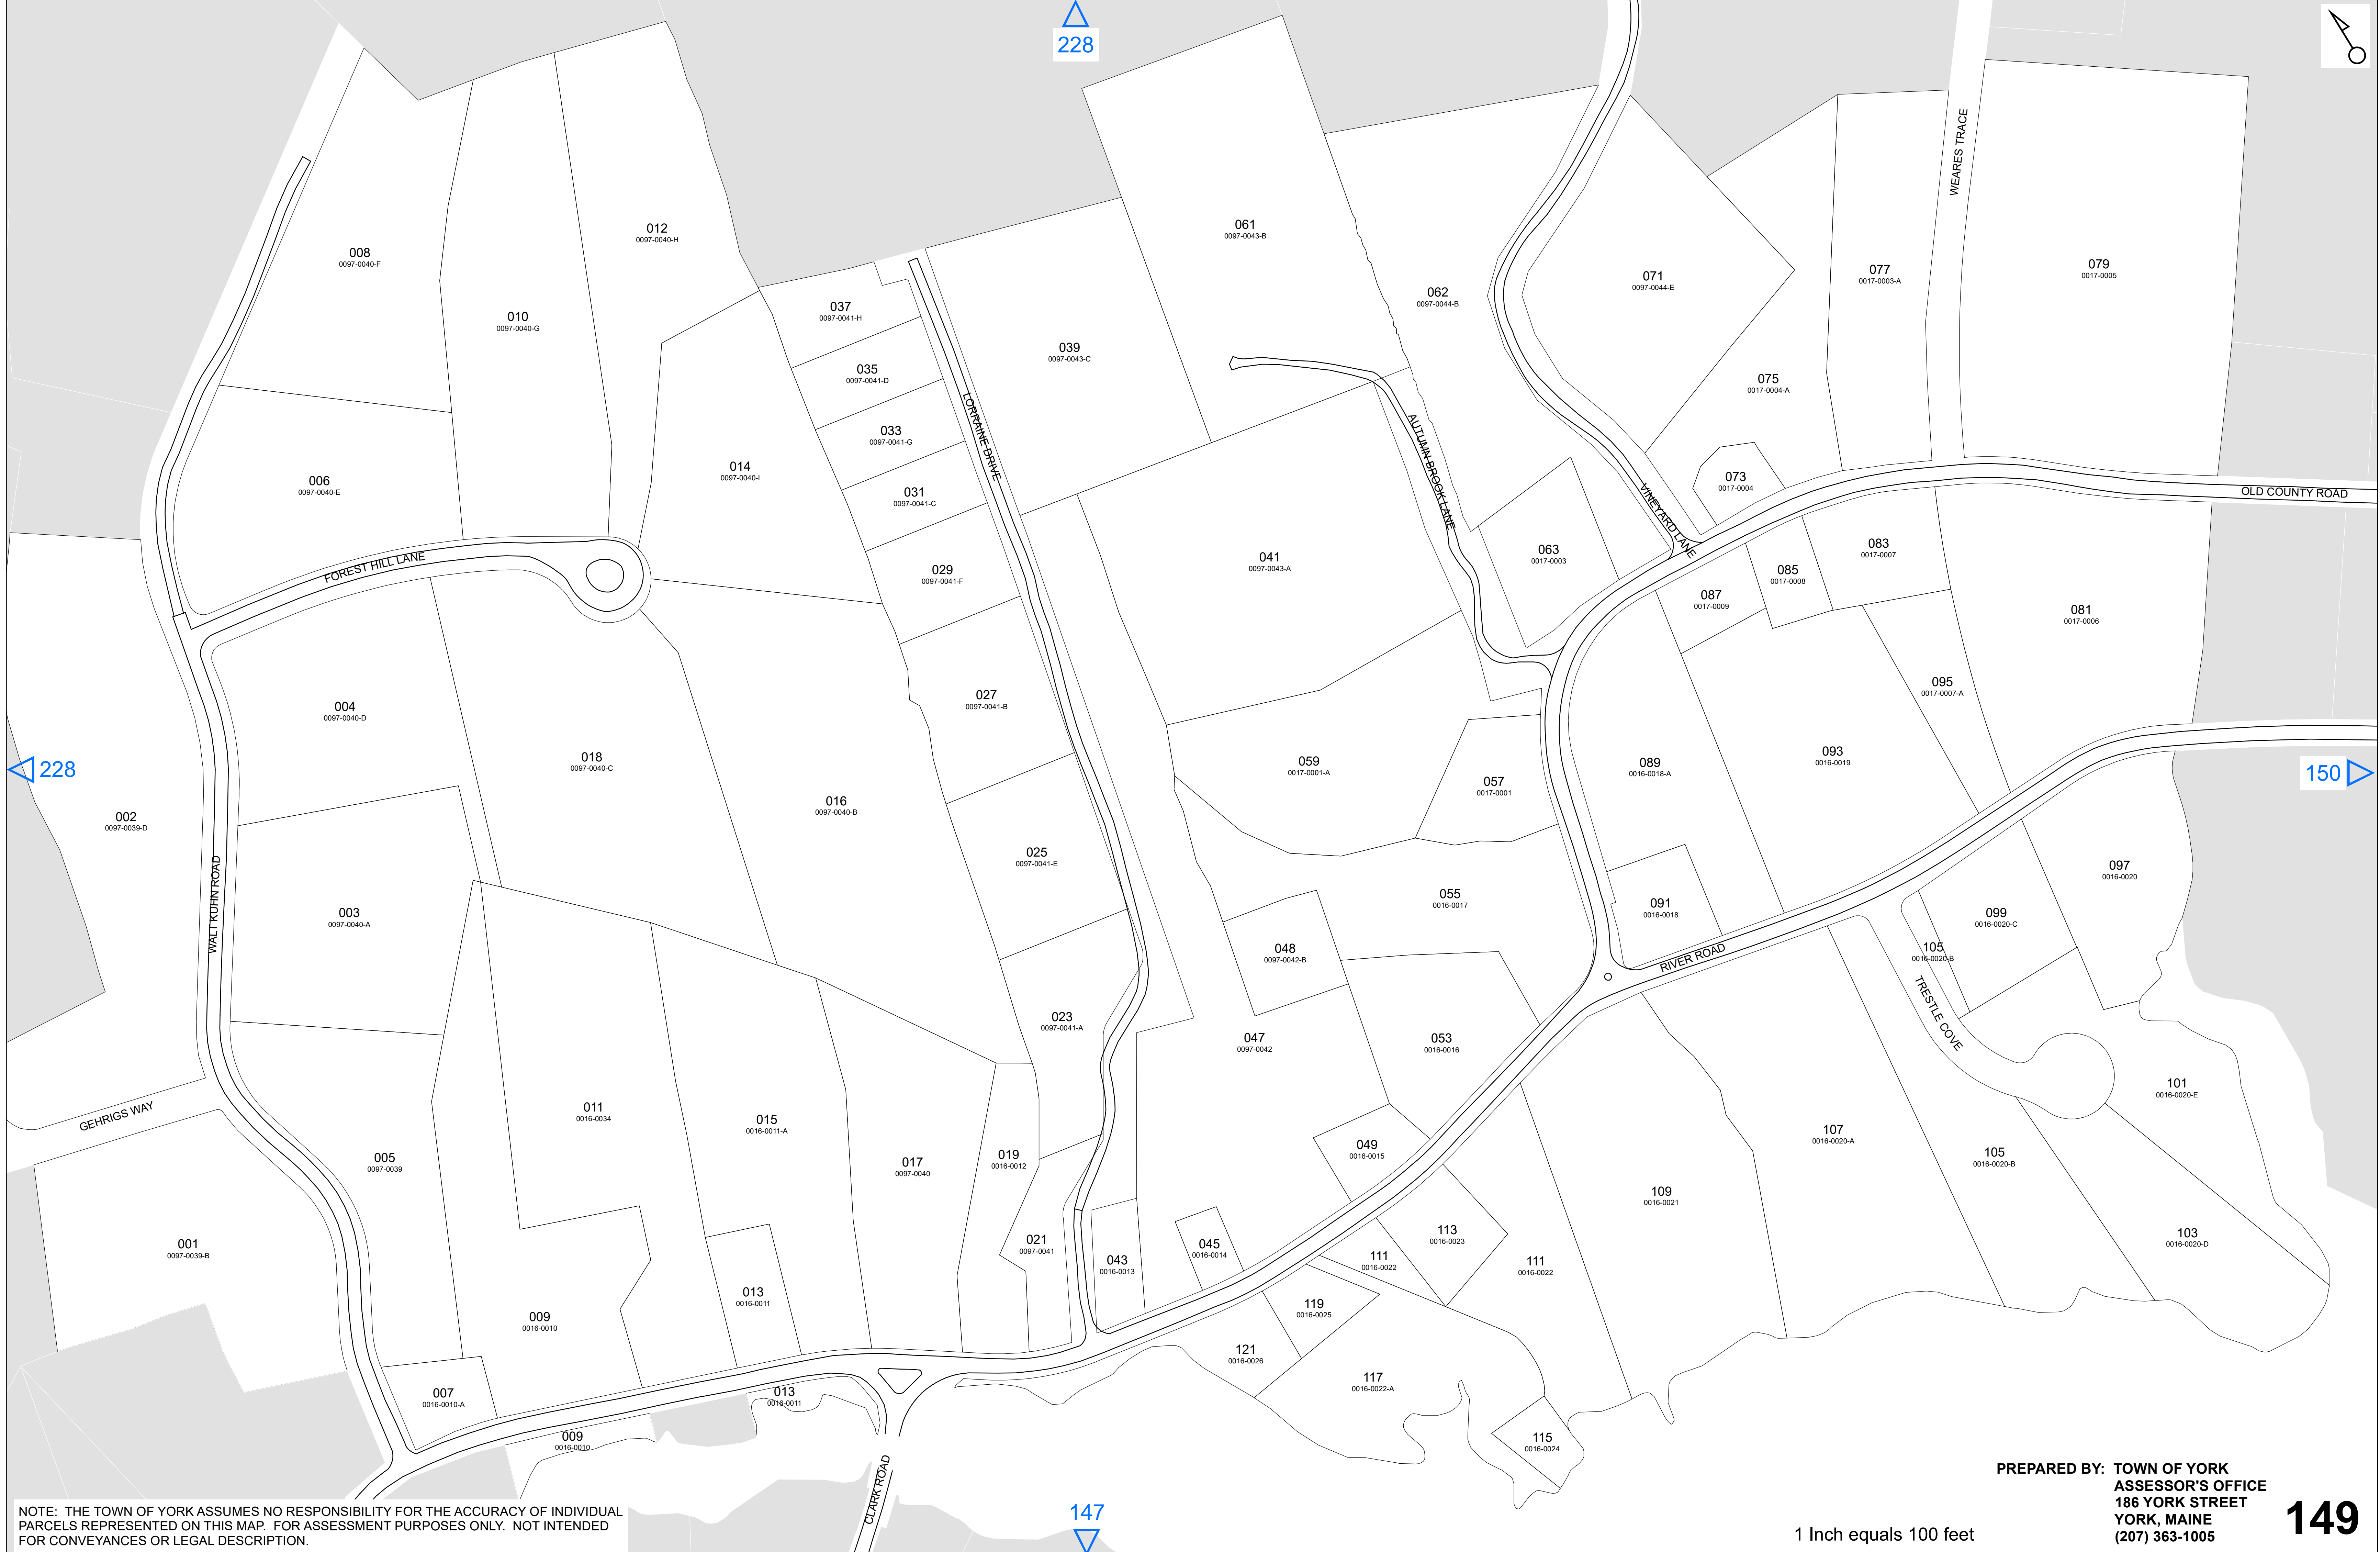 228
061
0097-0043-B
012
0097-0040-H
008
0097-0040-F
WEARES TRACE
079
0017-0005
077
0017-0003-A
071
0097-0044-E
062
0097-0044-B
037
0097-0041-H
010
0097-0040-G
039
0097-0043-C
035
0097-0041-D
075
0017-0004-A
033
0097-0041-G
LORRAINE DRIVE
AUTUMN BROOK LANE
014
0097-0040-I
006
0097-0040-E
031
0097-0041-C
073
0017-0004
OLD COUNTY ROAD
VINEYARD LANE
063
0017-0003
083
0017-0007
041
0097-0043-A
FOREST HILL LANE
029
0097-0041-F
085
0017-0008
087
0017-0009
081
0017-0006
095
0017-0007-A
027
0097-0041-B
004
0097-0040-D
093
0016-0019
018
0097-0040-C
059
0017-0001-A
089
0016-0018-A
228
150
057
0017-0001
016
0097-0040-B
002
0097-0039-D
025
0097-0041-E
097
0016-0020
055
0016-0017
WALT KUHN ROAD
003
0097-0040-A
091
0016-0018
099
0016-0020-C
048
0097-0042-B
105
0016-0020-B
RIVER ROAD
TRESTLE COVE
023
0097-0041-A
047
0097-0042
053
0016-0016
101
0016-0020-E
GEHRIGS WAY
011
0016-0034
015
0016-0011-A
107
0016-0020-A
049
0016-0015
105
0016-0020-B
005
0097-0039
017
0097-0040
019
0016-0012
109
0016-0021
113
0016-0023
103
0016-0020-D
001
0097-0039-B
021
0097-0041
045
0016-0014
043
0016-0013
111
0016-0022
111
0016-0022
013
0016-0011
119
0016-0025
009
0016-0010
121
0016-0026
117
0016-0022-A
007
0016-0010-A
013
0016-0011
009
0016-0010
115
0016-0024
CLARK ROAD
147
NOTE: THE TOWN OF YORK ASSUMES NO RESPONSIBILITY FOR THE ACCURACY OF INDIVIDUAL
PARCELS REPRESENTED ON THIS MAP. FOR ASSESSMENT PURPOSES ONLY. NOT INTENDED
FOR CONVEYANCES OR LEGAL DESCRIPTION.
1 Inch equals 100 feet
PREPARED BY: TOWN OF YORK
ASSESSOR'S OFFICE
186 YORK STREET
YORK, MAINE
(207) 363-1005
149